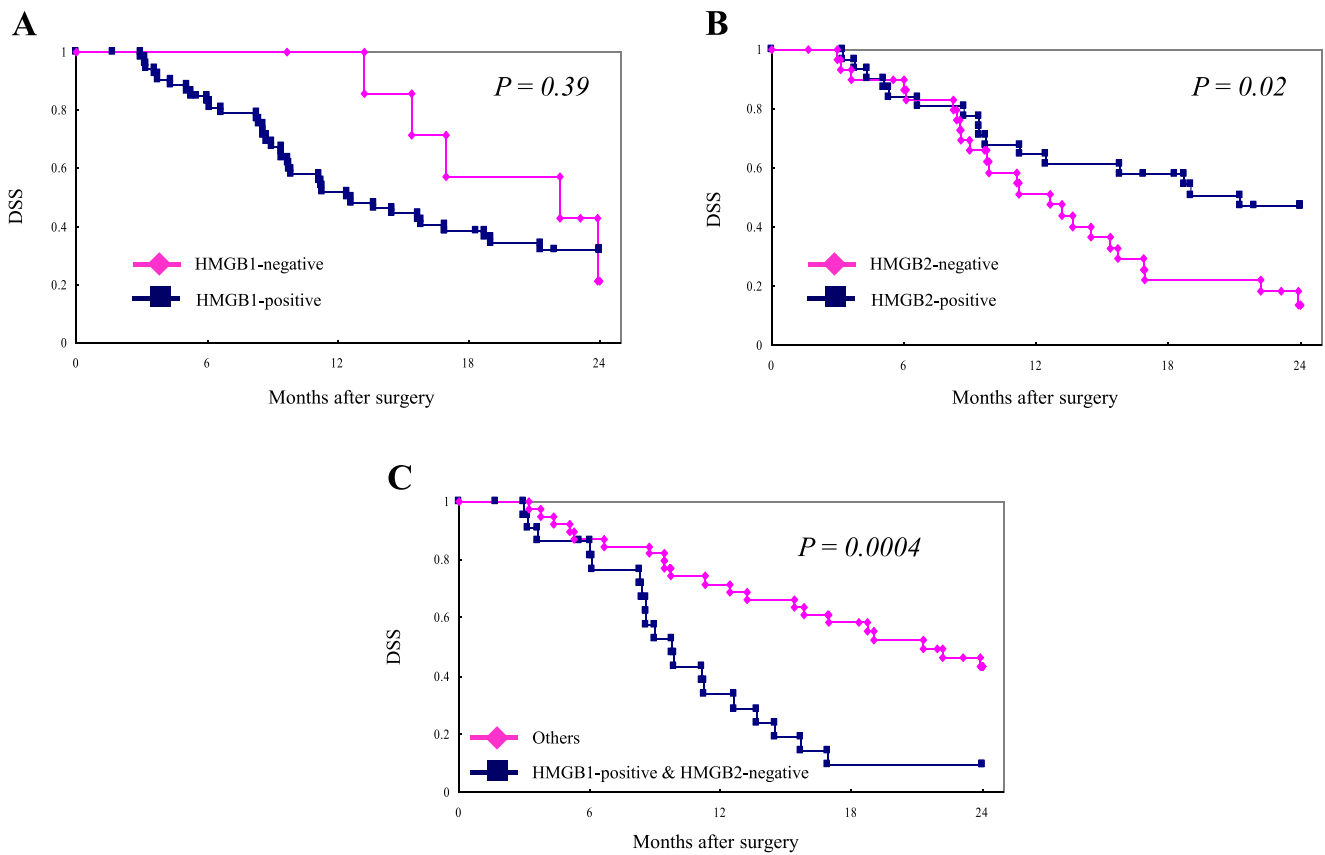 A
P = 0.39
1
0.8
0.6
0.4
0.2
0
DSS
HMGB1-negative
HMGB1-positive
0 6 12 18 24
Months after surgery
B
P = 0.02
1
0.8
0.6
0.4
0.2
0
DSS
HMGB2-negative
HMGB2-positive
0 6 12 18 24
Months after surgery
C
P = 0.0004
1
0.8
0.6
0.4
0.2
0
DSS
Others
HMGB1-positive & HMGB2-negative
0 6 12 18 24
Months after surgery